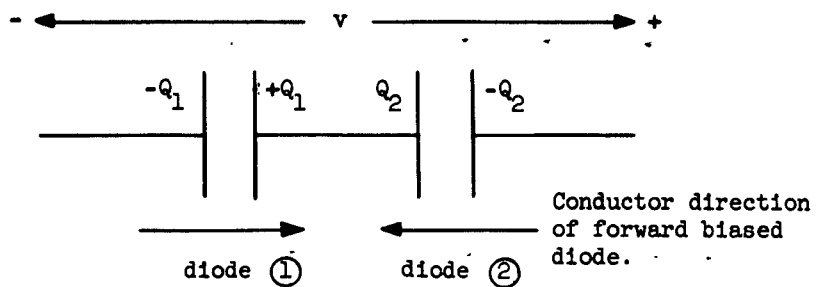 - v +
-Q1 +Q1 Q2 -Q2
Conductor direction
of forward biased
diode.
diode ① diode ②